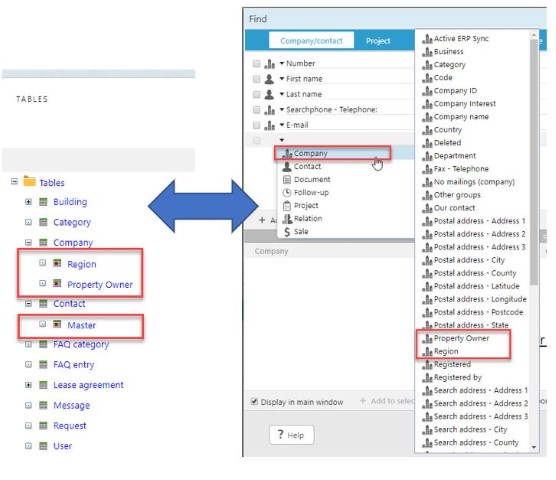 TABLES
Tables
Building
Category
Company
Region
Property Owner
Contact
Master
FAQ category
FAQ entry
Lease agreement
Message
Request
User
Find
Company/contact
Project
Number
First name
Last name
Searchphone - Telephone:
E-mail
Company
Contact
Document
Follow-up
Project
Relation
Sale
Company
Display in main window
+ Add to selec
? Help
Active ERP Sync
Business
Category
Code
Company ID
Company Interest
Company name
Country
Deleted
Department
Fax - Telephone
No mailings (company)
Other groups
Our contact
Postal address - Address 1
Postal address - Address 2
Postal address - Address 3
Postal address - City
Postal address - County
Postal address - Latitude
Postal address - Longitude
Postal address - Postcode
Postal address - State
Property Owner
Region
Registered
Registered by
Search address - Address 1
Search address - Address 2
Search address - Address 3
Search address - City
Search address - County